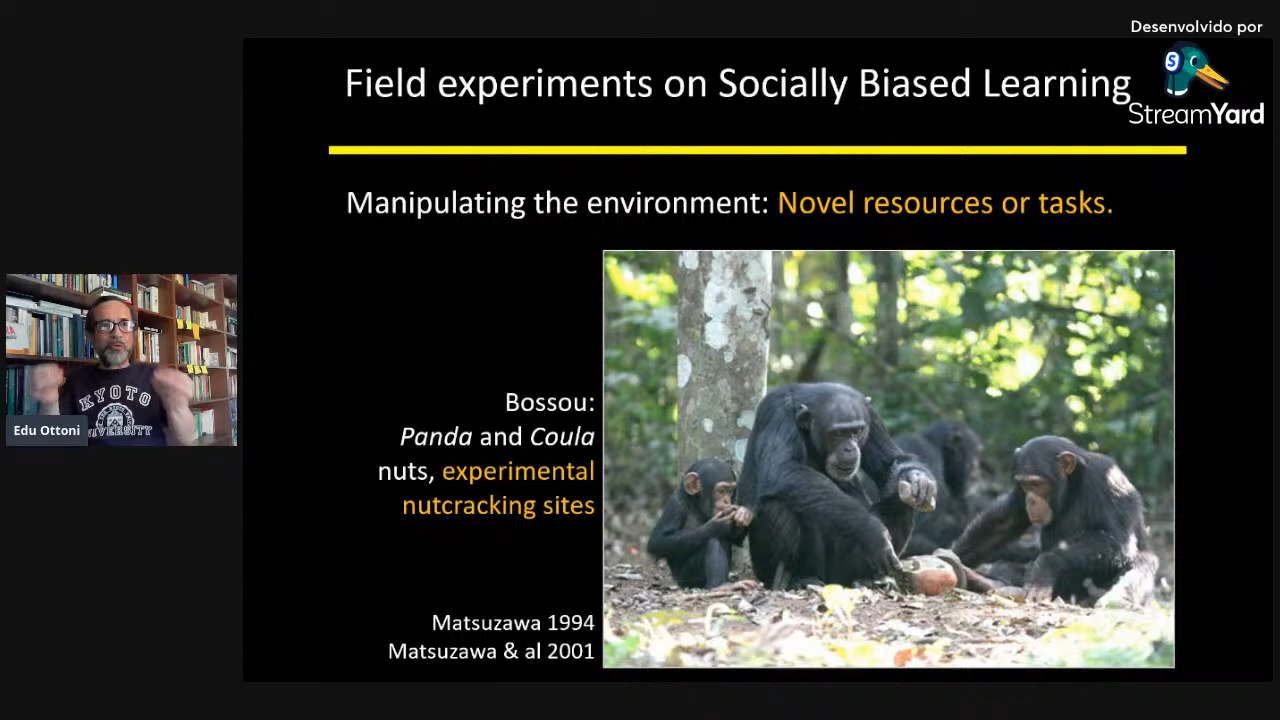 Desenvolvido por
S
StreamYard
Field experiments on Socially Biased Learning
Manipulating the environment: Novel resources or tasks.
Bossou:
Panda and Coula
nuts, experimental
nutcracking sites
Matsuzawa 1994
Matsuzawa & al 2001
KYOTO
UNIVERSITY
Edu Ottoni